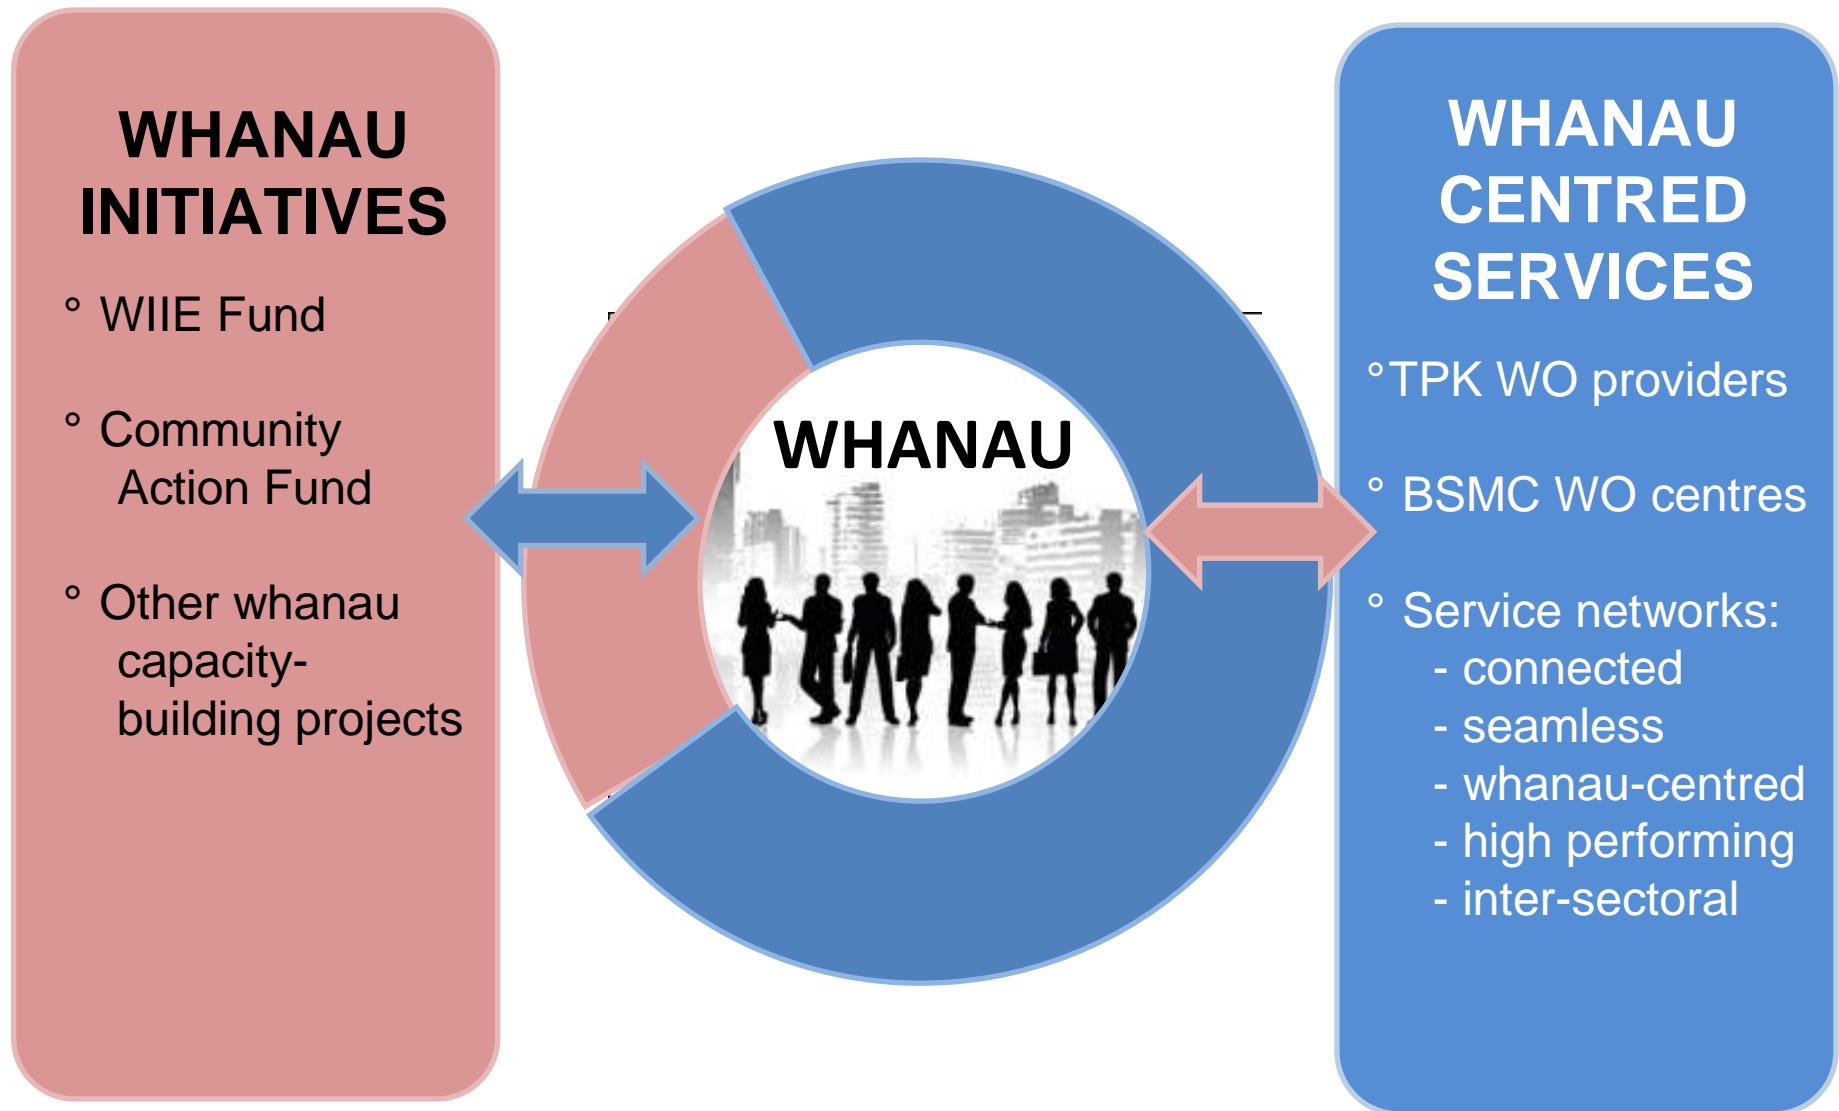 WHANAU
INITIATIVES
° WIIE Fund
° Community
Action Fund
° Other whanau
capacity-
building projects
WHANAU
WHANAU
CENTRED
SERVICES
°TPK WO providers
° BSMC WO centres
° Service networks:
- connected
- seamless
- whanau-centred
- high performing
- inter-sectoral